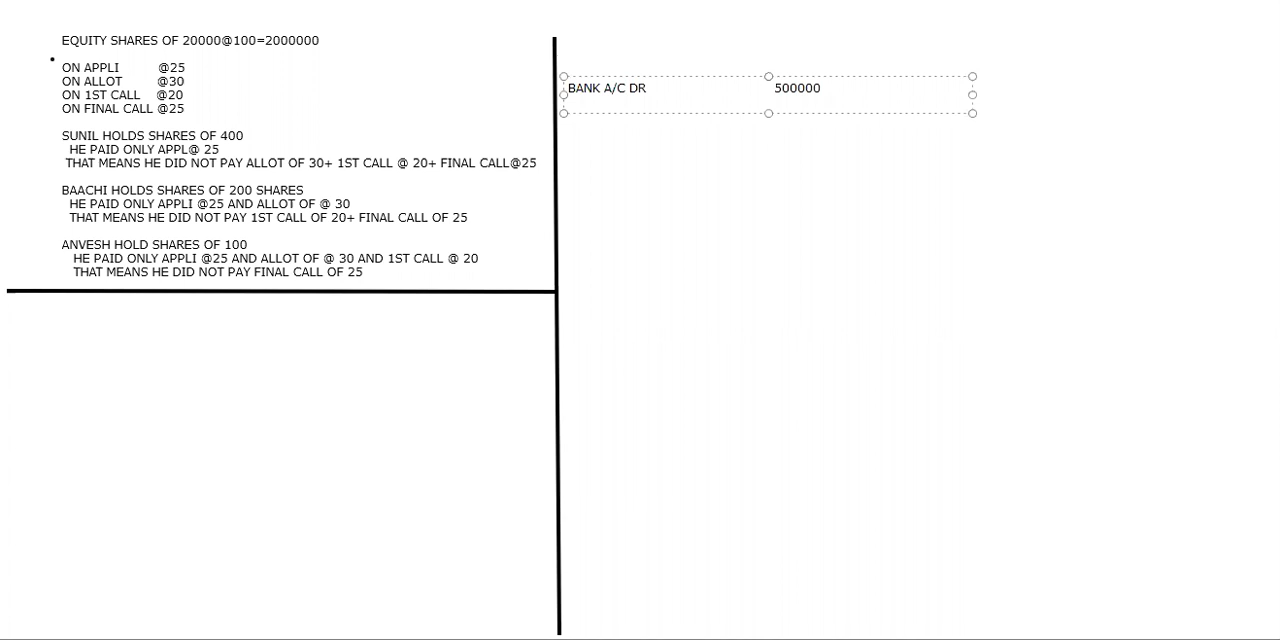 EQUITY SHARES OF 20000@100=2000000
ON APPLI @25
ON ALLOT @30
ON 1ST CALL @20
ON FINAL CALL @25
SUNIL HOLDS SHARES OF 400
HE PAID ONLY APPL@ 25
THAT MEANS HE DID NOT PAY ALLOT OF 30+ 1ST CALL @ 20+ FINAL CALL@25
BAACHI HOLDS SHARES OF 200 SHARES
HE PAID ONLY APPLI @25 AND ALLOT OF @ 30
THAT MEANS HE DID NOT PAY 1ST CALL OF 20+ FINAL CALL OF 25
ANVESH HOLD SHARES OF 100
HE PAID ONLY APPLI @25 AND ALLOT OF @ 30 AND 1ST CALL @ 20
THAT MEANS HE DID NOT PAY FINAL CALL OF 25
BANK A/C DR 500000